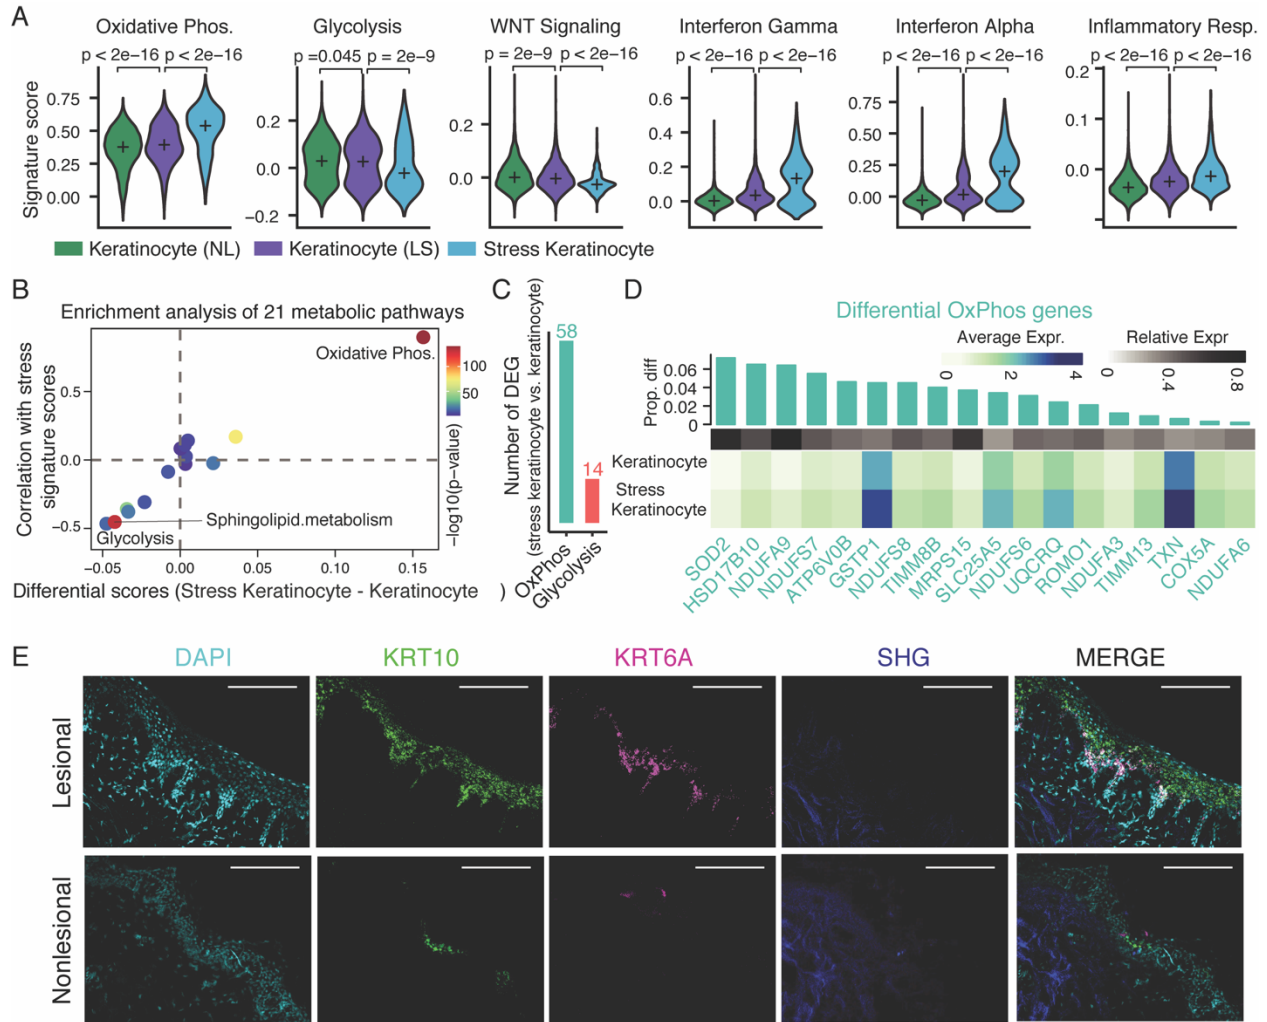 A
Oxidative Phos.
Glycolysis
WNT Signaling
Interferon Gamma
Interferon Alpha
Inflammatory Resp.
p < 2e−16 p < 2e−16
p =0.045 p = 2e−9
p = 2e−9 p < 2e−16
p < 2e−16 p < 2e−16
p < 2e−16 p < 2e−16
p < 2e−16 p < 2e−16
Signature score
0.75
0.50
0.25
0.00
0.2
0.0
−0.2
0.2
0.0
0.6
0.4
0.2
0.0
0.75
0.50
0.25
0.00
0.2
0.1
0.0
Keratinocyte (NL)
Keratinocyte (LS)
Stress Keratinocyte
B
Enrichment analysis of 21 metabolic pathways
Correlation with stress
signature scores
0.5
0.0
−0.5
Oxidative Phos.
Sphingolipid.metabolism
Glycolysis
−0.05
0.00
0.05
0.10
0.15
Differential scores (Stress Keratinocyte - Keratinocyte )
100
50
−log10(p−value)
C
Number of DEG
(stress keratinocyte vs. keratinocyte)
58
14
OxPhos
Glycolysis
D
Differential OxPhos genes
Average Expr.
0 2 4
Relative Expr
0 0.4 0.8
Prop. diff
0.06
0.04
0.02
0
Keratinocyte
Stress
Keratinocyte
SOD2
HSD17B10
NDUFA9
NDUFS7
ATP6V0B
GSTP1
NDUFS8
TIMM8B
MRPS15
SLC25A5
NDUFS6
UQCRQ
ROMO1
NDUFA3
TIMM13
TXN
COX5A
NDUFA6
E
DAPI
KRT10
KRT6A
SHG
MERGE
Lesional
Nonlesional